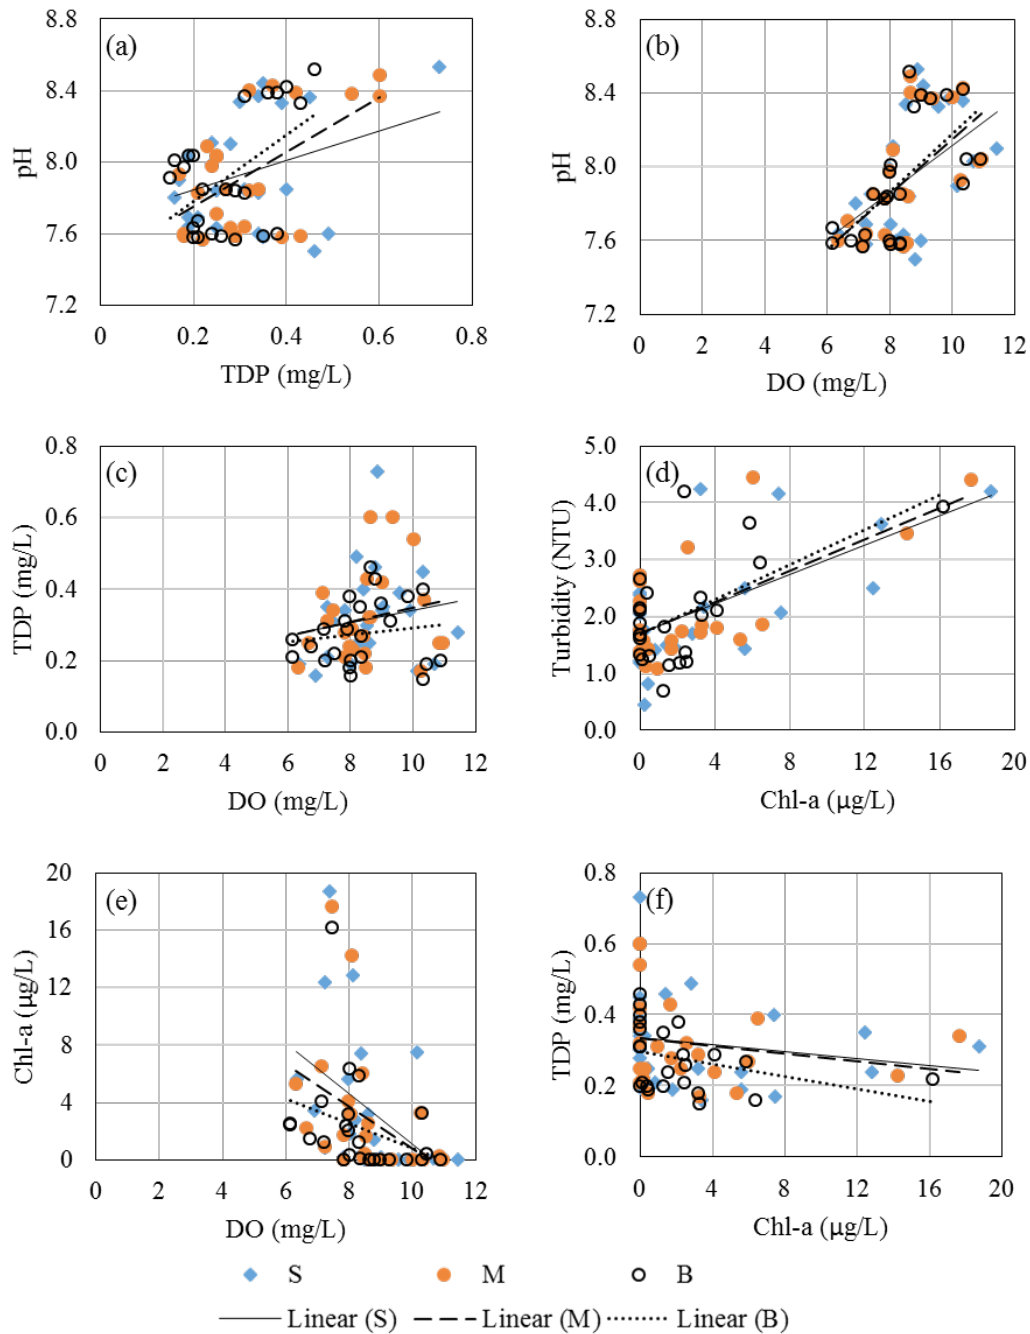 (a)
pH
8.8
8.4
8.0
7.6
7.2
0 0.2 0.4 0.6 0.8
TDP (mg/L)
(b)
pH
8.8
8.4
8.0
7.6
7.2
0 2 4 6 8 10 12
DO (mg/L)
(c)
TDP (mg/L)
0.8
0.6
0.4
0.2
0.0
0 2 4 6 8 10 12
DO (mg/L)
(d)
Turbidity (NTU)
5.0
4.0
3.0
2.0
1.0
0.0
0 4 8 12 16 20
Chl-a (µg/L)
(e)
Chl-a (µg/L)
20
16
12
8
4
0
0 2 4 6 8 10 12
DO (mg/L)
(f)
TDP (mg/L)
0.8
0.6
0.4
0.2
0.0
0 4 8 12 16 20
Chl-a (µg/L)
S M B
Linear (S) Linear (M) Linear (B)